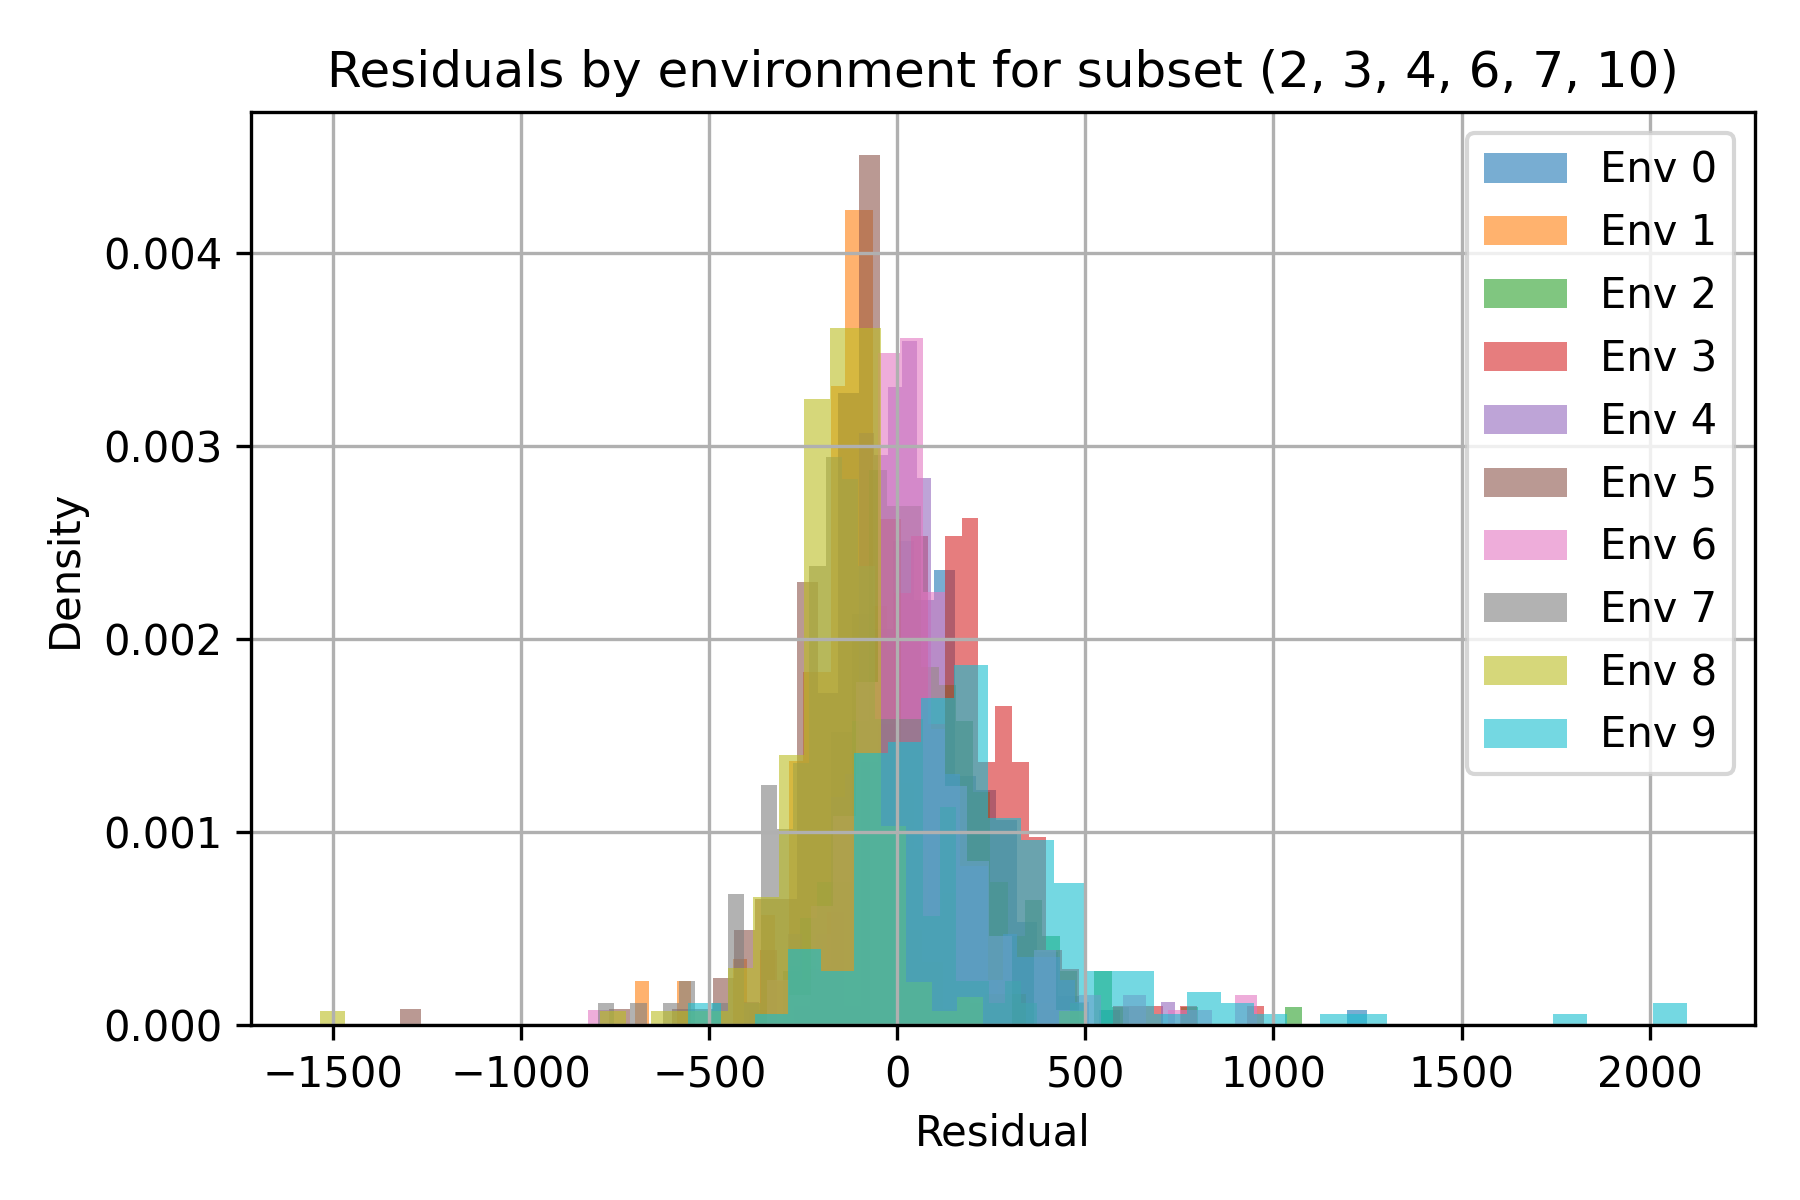 Residuals by environment for subset (2, 3, 4, 6, 7, 10)
Density
0.004
0.003
0.002
0.001
0.000
−1500
−1000
−500
0
500
1000
1500
2000
Residual
Env 0
Env 1
Env 2
Env 3
Env 4
Env 5
Env 6
Env 7
Env 8
Env 9